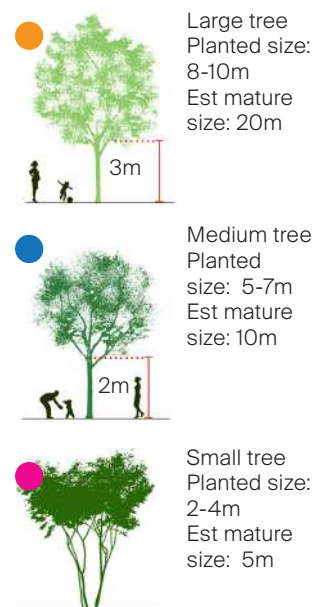 Large tree
Planted size:
8-10m
Est mature
size: 20m
3m
Medium tree
Planted
size: 5-7m
Est mature
size: 10m
2m
Small tree
Planted size:
2-4m
Est mature
size: 5m